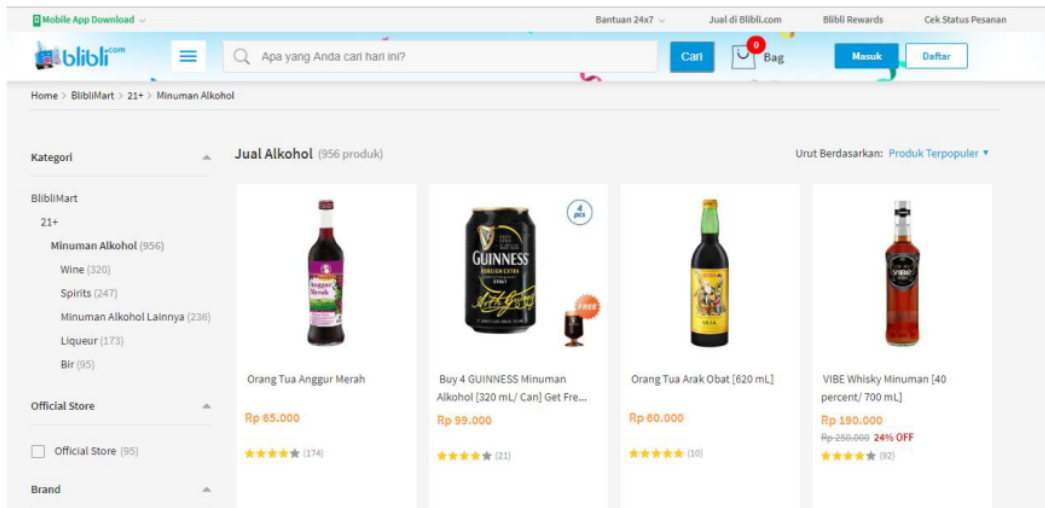 Mobile App Download
Bantuan 24x7
Jual di Blibli.com
Blibli Rewards
Cek Status Pesanan
blibli.com
Apa yang Anda cari hari ini?
Cari
0
Bag
Masuk
Daftar
Home > BlibliMart > 21+ > Minuman Alkohol
Kategori
BlibliMart
21+
Minuman Alkohol (956)
Wine (320)
Spirits (247)
Minuman Alkohol Lainnya (236)
Liqueur (173)
Bir (95)
Official Store
Official Store (95)
Brand
Jual Alkohol (956 produk)
Urut Berdasarkan: Produk Terpopuler
Anggur
Merah
Orang Tua Anggur Merah
Rp 65.000
(174)
4
pcs
GUINNESS
FOREIGN EXTRA
STOUT
FREE
Buy 4 GUINNESS Minuman
Alkohol [320 mL/ Can] Get Fre...
Rp 99.000
(21)
Orang Tua Arak Obat [620 mL]
Rp 60.000
(10)
VIBE
VIBE Whisky Minuman [40
percent/ 700 mL]
Rp 190.000
Rp 250.000 24% OFF
(92)